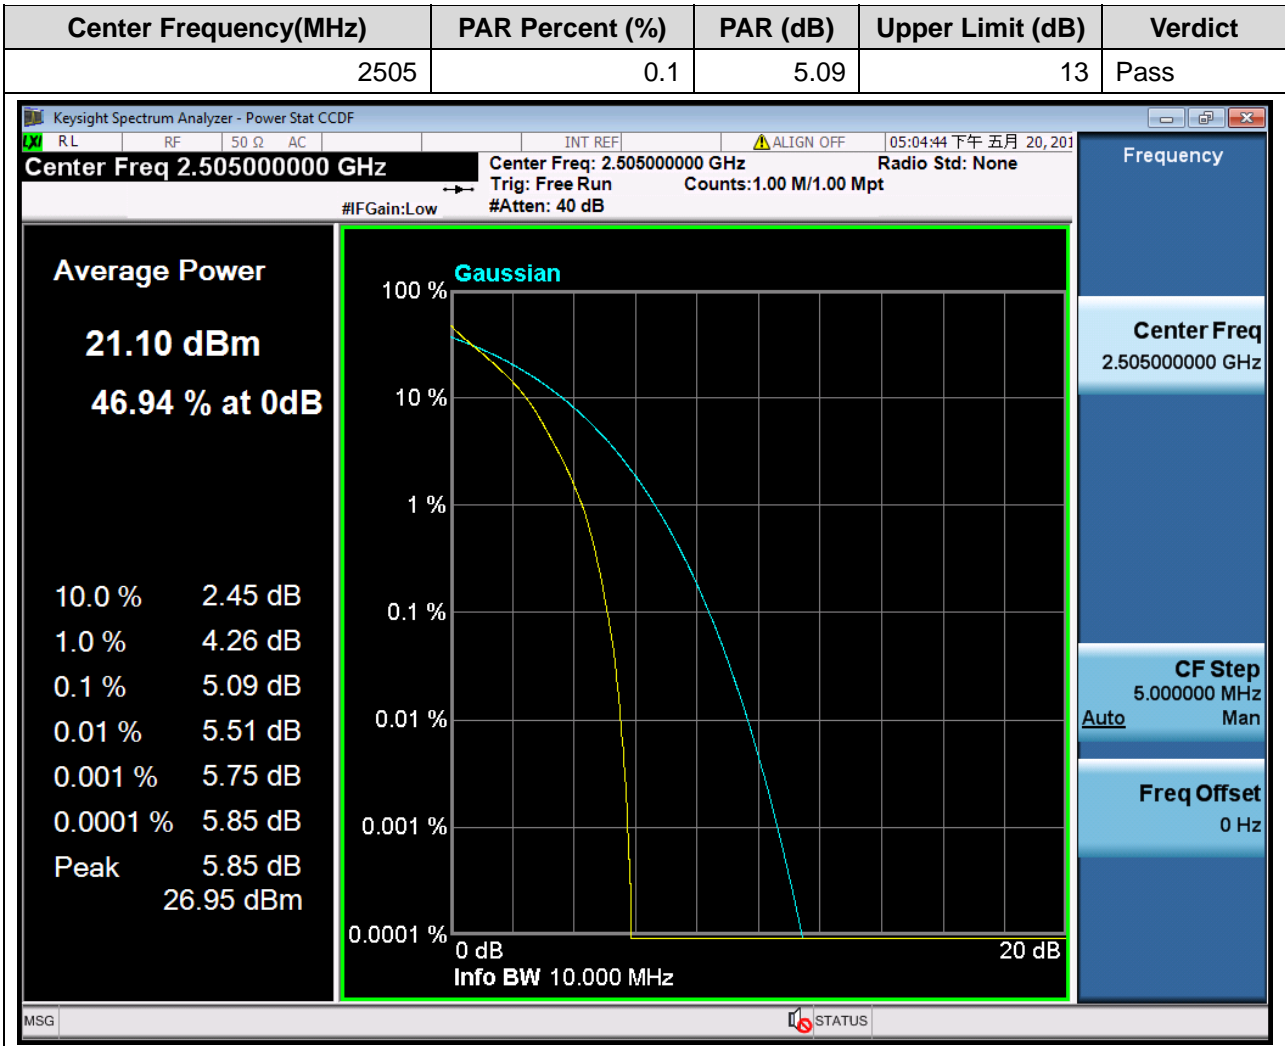 Center Frequency(MHz) PAR Percent (%) PAR (dB) Upper Limit (dB) Verdict
2505 0.1 5.09 13 Pass
Keysight Spectrum Analyzer - Power Stat CCDF
LXI RL RF 50 Ω AC INT REF ALIGN OFF 05:04:44 下午 五月 20, 201
Center Freq 2.505000000 GHz
#IFGain:Low
Center Freq: 2.505000000 GHz Radio Std: None
Trig: Free Run Counts:1.00 M/1.00 Mpt
#Atten: 40 dB
Average Power
21.10 dBm
46.94 % at 0dB
10.0 % 2.45 dB
1.0 % 4.26 dB
0.1 % 5.09 dB
0.01 % 5.51 dB
0.001 % 5.75 dB
0.0001 % 5.85 dB
Peak 5.85 dB
26.95 dBm
Gaussian
100 %
10 %
1 %
0.1 %
0.01 %
0.001 %
0.0001 %
0 dB 20 dB
Info BW 10.000 MHz
Frequency
Center Freq
2.505000000 GHz
CF Step
5.000000 MHz
Auto Man
Freq Offset
0 Hz
MSG STATUS